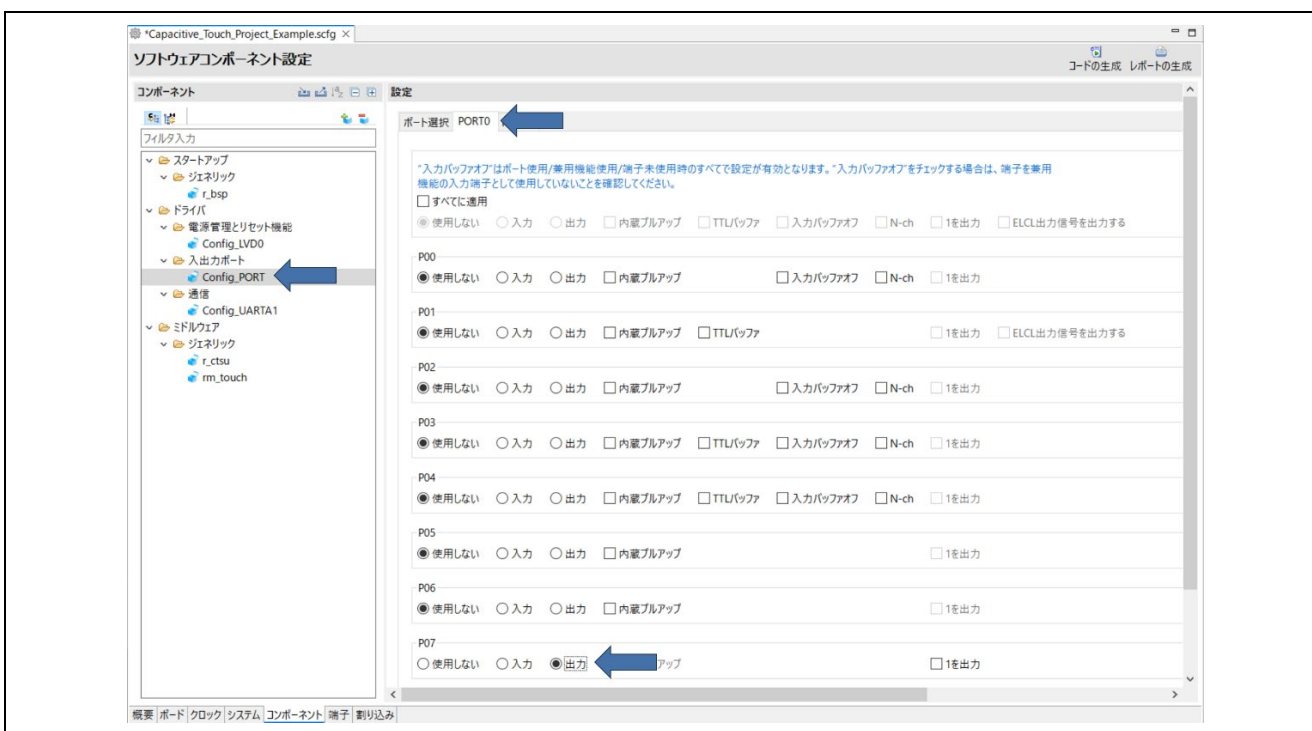 *Capacitive_Touch_Project_Example.scfg
ソフトウェアコンポーネント設定
コードの生成 レポートの生成
コンポーネント
設定
フィルタ入力
スタートアップ
ジェネリック
r_bsp
ドライバ
電源管理とリセット機能
Config_LVD0
入出力ポート
Config_PORT
通信
Config_UARTA1
ミドルウェア
ジェネリック
r_ctsu
rm_touch
ポート選択 PORT0
"入力バッファオフ"はポート使用/兼用機能使用/端子未使用時のすべてで設定が有効となります。"入力バッファオフ"をチェックする場合は、端子を兼用
機能の入力端子として使用していないことを確認してください。
すべてに適用
使用しない 入力 出力 内蔵プルアップ TTLバッファ 入力バッファオフ N-ch 1を出力 ELCL出力信号を出力する
P00
使用しない 入力 出力 内蔵プルアップ 入力バッファオフ N-ch 1を出力
P01
使用しない 入力 出力 内蔵プルアップ TTLバッファ 1を出力 ELCL出力信号を出力する
P02
使用しない 入力 出力 内蔵プルアップ 入力バッファオフ N-ch 1を出力
P03
使用しない 入力 出力 内蔵プルアップ TTLバッファ 入力バッファオフ N-ch 1を出力
P04
使用しない 入力 出力 内蔵プルアップ TTLバッファ 入力バッファオフ N-ch 1を出力
P05
使用しない 入力 出力 内蔵プルアップ 1を出力
P06
使用しない 入力 出力 内蔵プルアップ 1を出力
P07
使用しない 入力 出力 アップ 1を出力
概要 ボード クロック システム コンポーネント 端子 割り込み